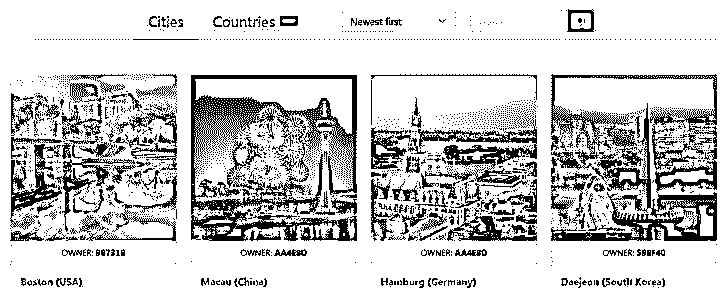 Cities Countries Newest first
OWNER: 987318 OWNER: AA4E80 OWNER: AA4E80 OWNER: 59BF40
Boston (USA) Macau (China) Hamburg (Germany) Daejeon (South Korea)